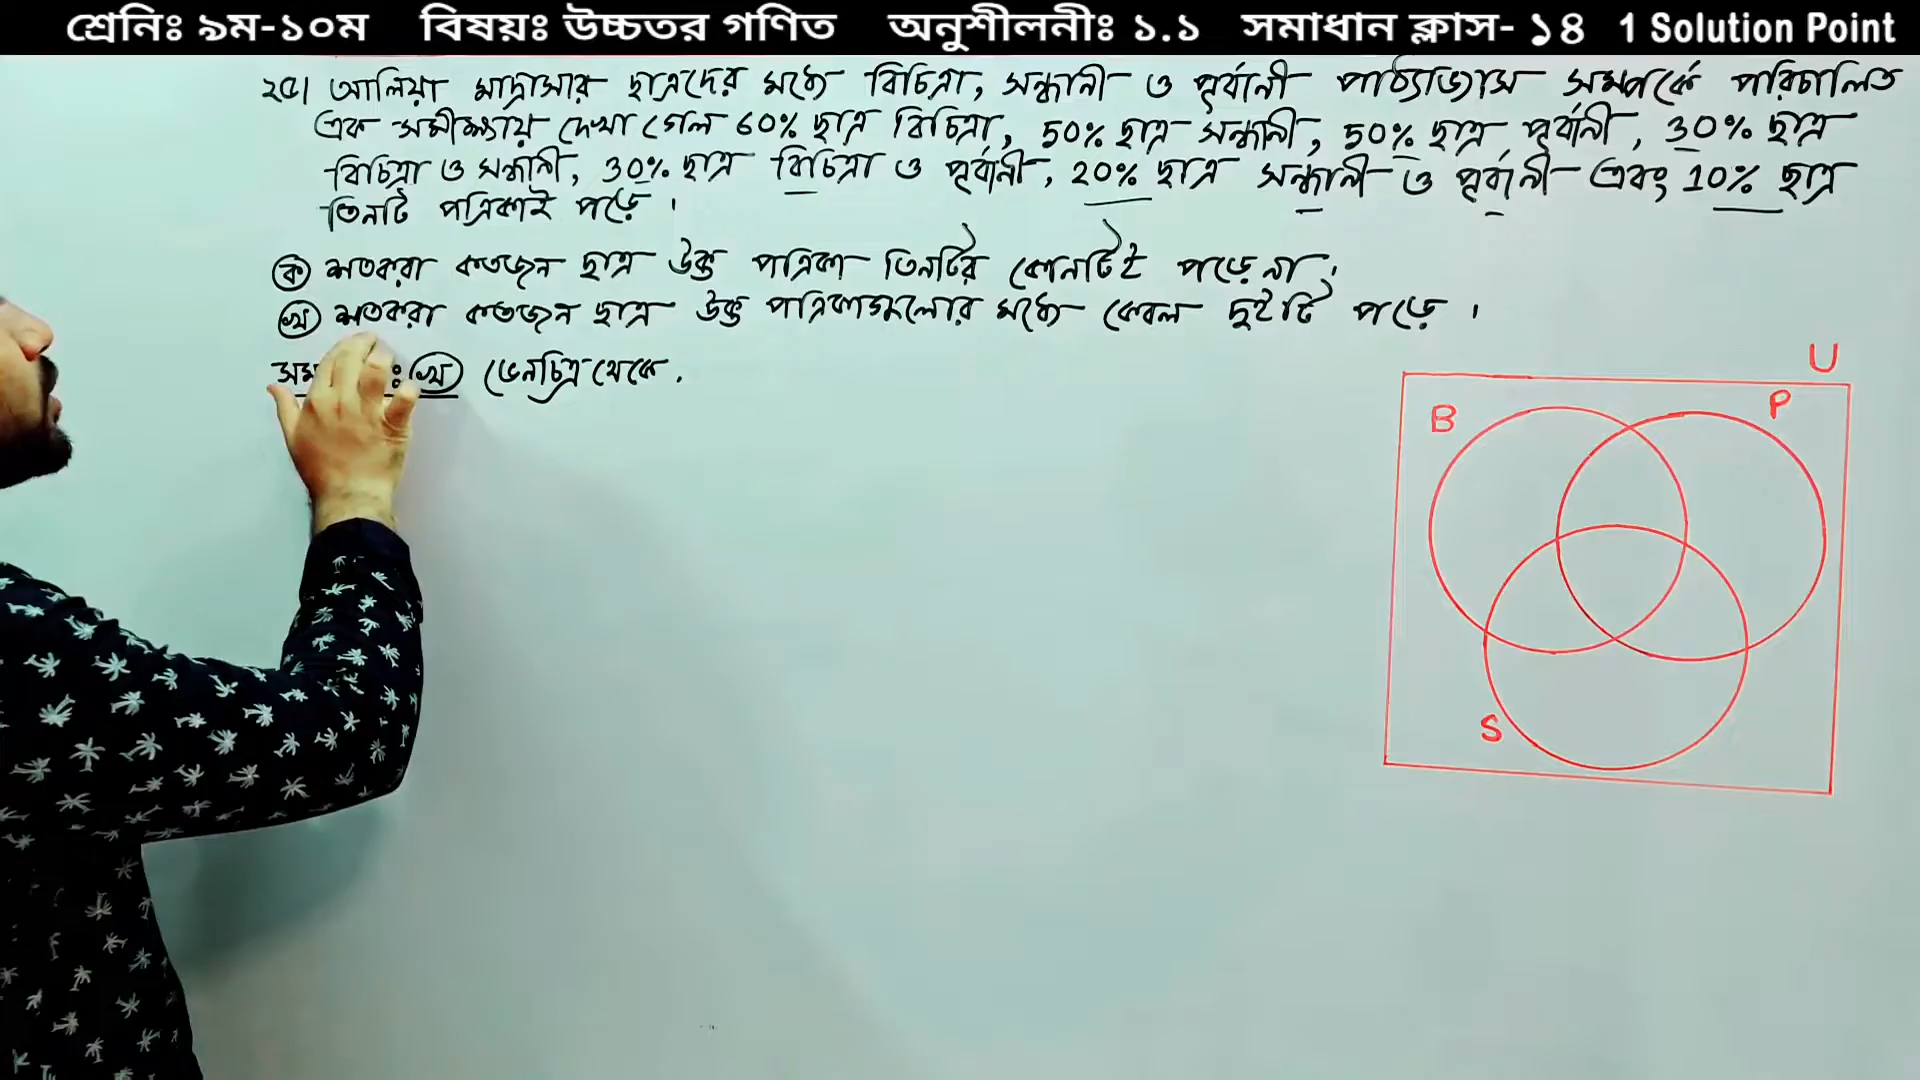 শ্রেনিঃ ৯ম-১০ম বিষয়ঃ উচ্চতর গণিত অনুশীলনীঃ ১.১ সমাধান ক্লাস- ১৪ 1 Solution Point
২৫। আলিয়া মাদ্রাসার ছাত্রদের মধ্যে বিচিত্রা, সন্ধানী ও পূর্বানী পাঠ্যাভ্যাস সম্পর্কে পরিচালিত
এক সমীক্ষায় দেখা গেল 60% ছাত্র বিচিত্রা, 50% ছাত্র সন্ধানী, 50% ছাত্র পূর্বানী, 30% ছাত্র
বিচিত্রা ও সন্ধানী, 30% ছাত্র বিচিত্রা ও পূর্বানী, 20% ছাত্র সন্ধানী ও পূর্বানী এবং 10% ছাত্র
তিনটি পত্রিকাই পড়ে।
ক শতকরা কতজন ছাত্র উক্ত পত্রিকা তিনটির কোনটিই পড়ে না।
খ শতকরা কতজন ছাত্র উক্ত পত্রিকাগুলোর মধ্যে কেবল দুইটি পড়ে।
খ ভেনচিত্র থেকে.
U
B
P
S